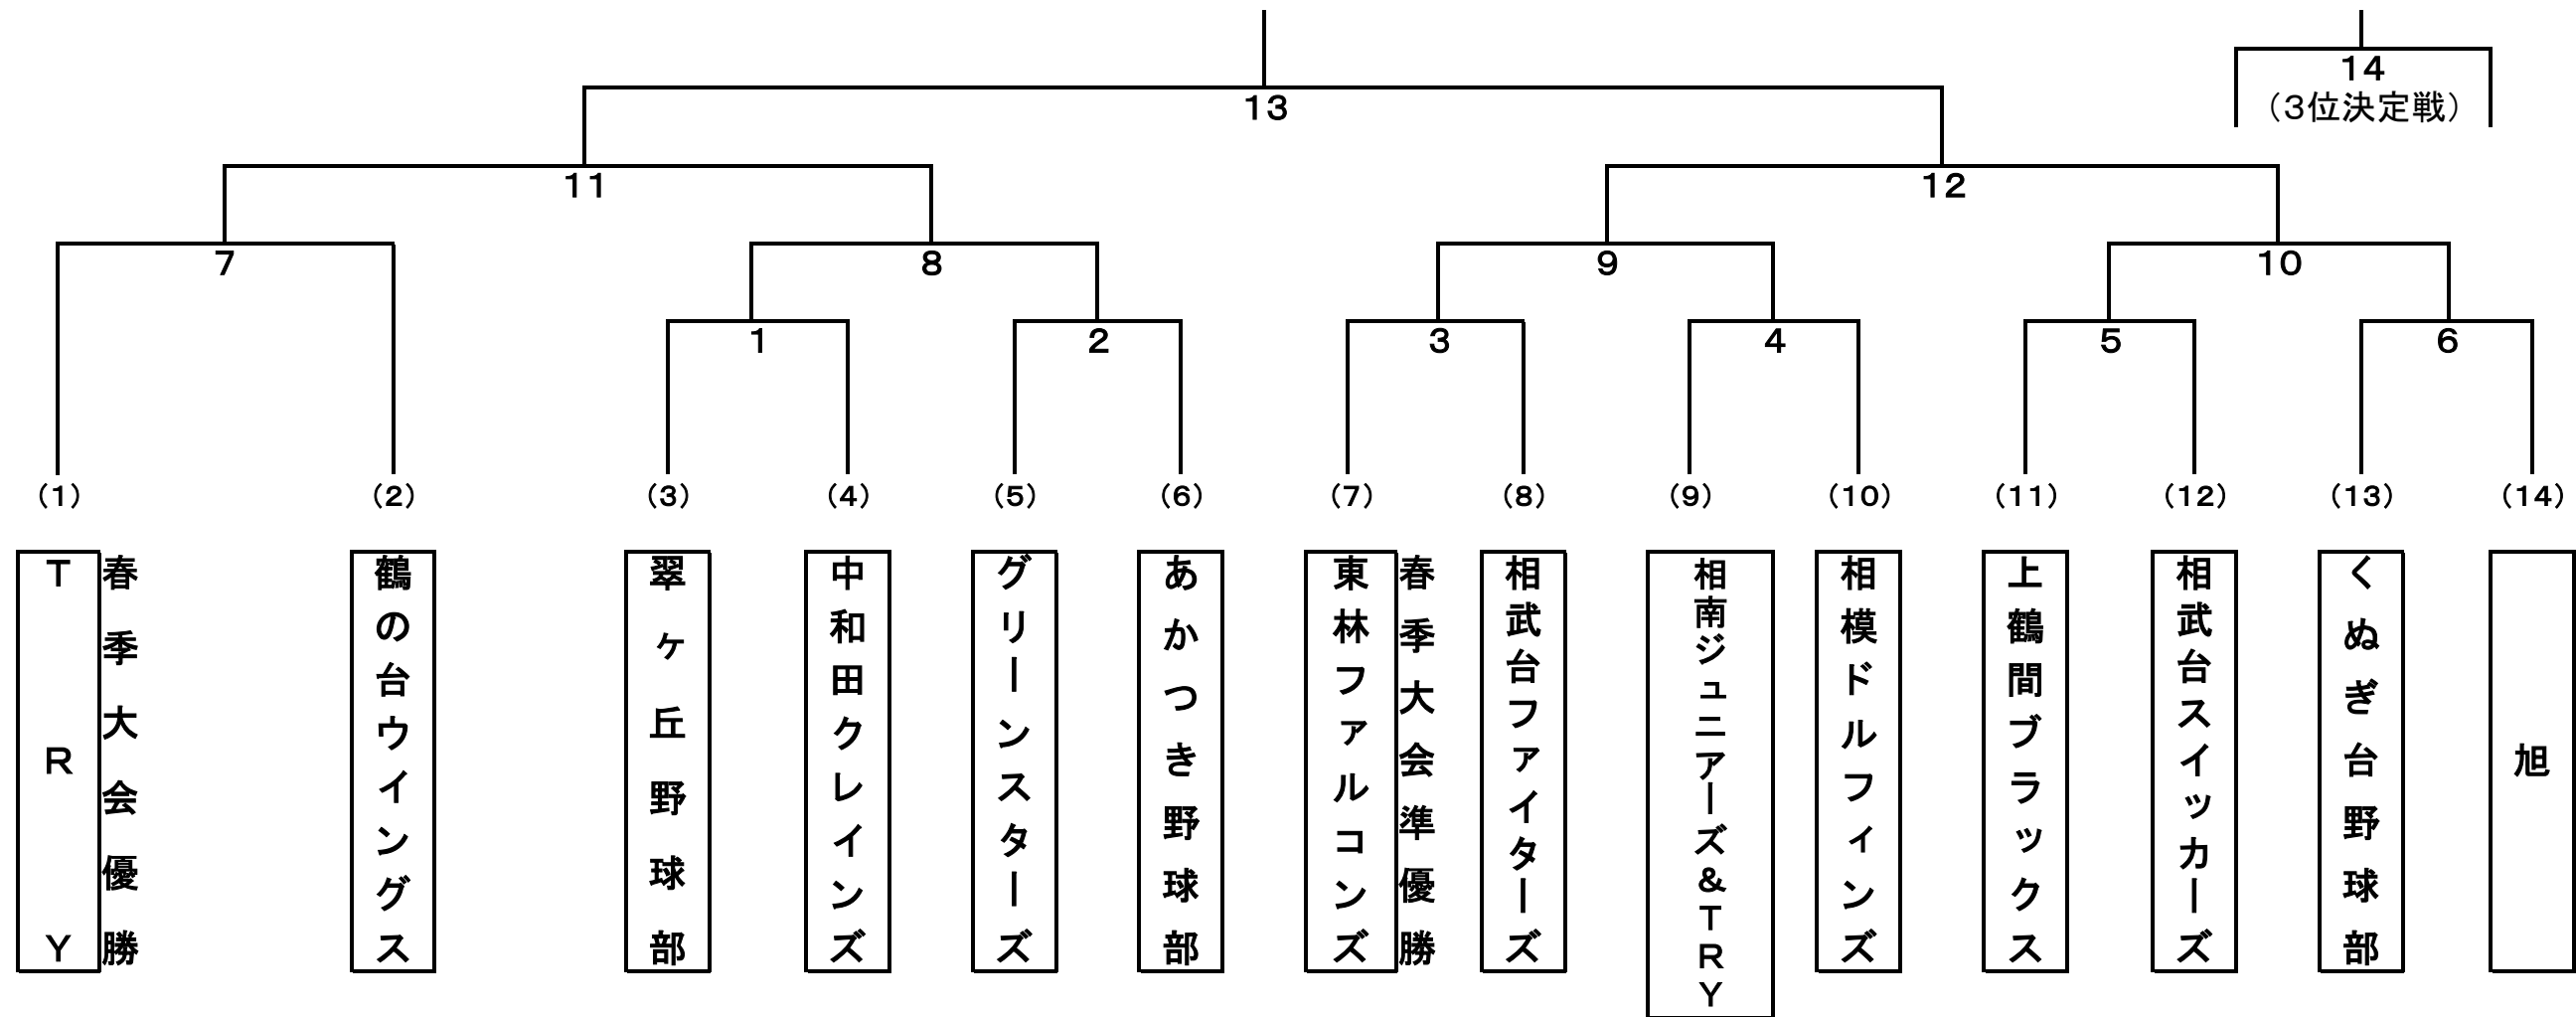 14
（3位決定戦）
13
11
12
7
8
9
10
1
2
3
4
5
6
（1）
（2）
（3）
（4）
（5）
（6）
（7）
（8）
（9）
（10）
（11）
（12）
（13）
（14）
ＴＲＹ
春季大会優勝
鶴の台ウイングス
翠ヶ丘野球部
中和田クレインズ
グリーンスターズ
あかつき野球部
東林ファルコンズ
春季大会準優勝
相武台ファイターズ
相南ジュニアーズ＆ＴＲＹ
相模ドルフィンズ
上鶴間ブラックス
相武台スイッカーズ
くぬぎ台野球部
旭